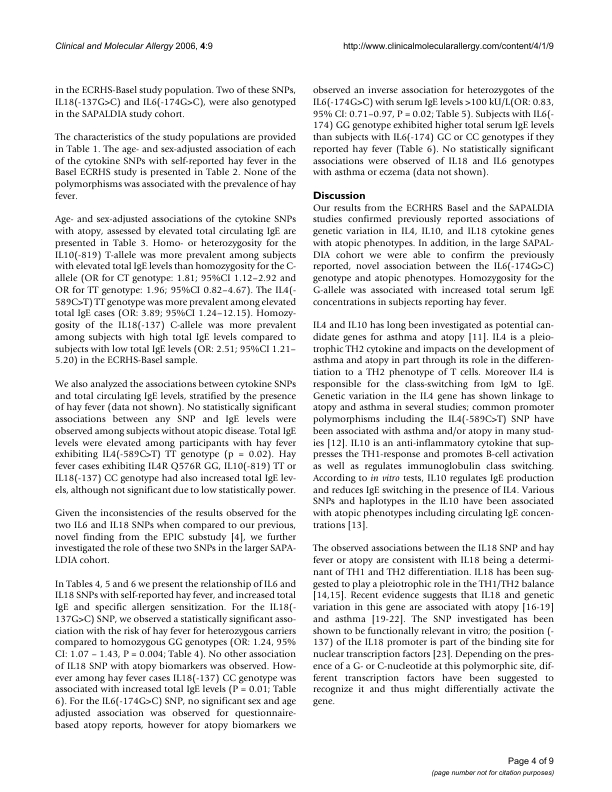 Clinical and Molecular Allergy 2006, 4:9
http://www.clinicalmolecularallergy.com/content/4/1/9
in the ECRHS-Basel study population. Two of these SNPs,
IL18(-137G>C) and IL6(-174G>C), were also genotyped
in the SAPALDIA study cohort.
The characteristics of the study populations are provided
in Table 1. The age- and sex-adjusted association of each
of the cytokine SNPs with self-reported hay fever in the
Basel ECRHS study is presented in Table 2. None of the
polymorphisms was associated with the prevalence of hay
fever.
Age- and sex-adjusted associations of the cytokine SNPs
with atopy, assessed by elevated total circulating IgE are
presented in Table 3. Homo- or heterozygosity for the
IL10(-819) T-allele was more prevalent among subjects
with elevated total IgE levels than homozygosity for the C-
allele (OR for CT genotype: 1.81; 95%CI 1.12–2.92 and
OR for TT genotype: 1.96; 95%CI 0.82–4.67). The IL4(-
589C>T) TT genotype was more prevalent among elevated
total IgE cases (OR: 3.89; 95%CI 1.24–12.15). Homozy-
gosity of the IL18(-137) C-allele was more prevalent
among subjects with high total IgE levels compared to
subjects with low total IgE levels (OR: 2.51; 95%CI 1.21–
5.20) in the ECRHS-Basel sample.
We also analyzed the associations between cytokine SNPs
and total circulating IgE levels, stratified by the presence
of hay fever (data not shown). No statistically significant
associations between any SNP and IgE levels were
observed among subjects without atopic disease. Total IgE
levels were elevated among participants with hay fever
exhibiting IL4(-589C>T) TT genotype (p = 0.02). Hay
fever cases exhibiting IL4R Q576R GG, IL10(-819) TT or
IL18(-137) CC genotype had also increased total IgE lev-
els, although not significant due to low statistically power.
Given the inconsistencies of the results observed for the
two IL6 and IL18 SNPs when compared to our previous,
novel finding from the EPIC substudy [4], we further
investigated the role of these two SNPs in the larger SAPA-
LDIA cohort.
In Tables 4, 5 and 6 we present the relationship of IL6 and
IL18 SNPs with self-reported hay fever, and increased total
IgE and specific allergen sensitization. For the IL18(-
137G>C) SNP, we observed a statistically significant asso-
ciation with the risk of hay fever for heterozygous carriers
compared to homozygous GG genotypes (OR: 1.24, 95%
CI: 1.07 – 1.43, P = 0.004; Table 4). No other association
of IL18 SNP with atopy biomarkers was observed. How-
ever among hay fever cases IL18(-137) CC genotype was
associated with increased total IgE levels (P = 0.01; Table
6). For the IL6(-174G>C) SNP, no significant sex and age
adjusted association was observed for questionnaire-
based atopy reports, however for atopy biomarkers we
observed an inverse association for heterozygotes of the
IL6(-174G>C) with serum IgE levels >100 kU/L(OR: 0.83,
95% CI: 0.71–0.97, P = 0.02; Table 5). Subjects with IL6(-
174) GG genotype exhibited higher total serum IgE levels
than subjects with IL6(-174) GC or CC genotypes if they
reported hay fever (Table 6). No statistically significant
associations were observed of IL18 and IL6 genotypes
with asthma or eczema (data not shown).
Discussion
Our results from the ECRHRS Basel and the SAPALDIA
studies confirmed previously reported associations of
genetic variation in IL4, IL10, and IL18 cytokine genes
with atopic phenotypes. In addition, in the large SAPAL-
DIA cohort we were able to confirm the previously
reported, novel association between the IL6(-174G>C)
genotype and atopic phenotypes. Homozygosity for the
G-allele was associated with increased total serum IgE
concentrations in subjects reporting hay fever.
IL4 and IL10 has long been investigated as potential can-
didate genes for asthma and atopy [11]. IL4 is a pleio-
trophic TH2 cytokine and impacts on the development of
asthma and atopy in part through its role in the differen-
tiation to a TH2 phenotype of T cells. Moreover IL4 is
responsible for the class-switching from IgM to IgE.
Genetic variation in the IL4 gene has shown linkage to
atopy and asthma in several studies; common promoter
polymorphisms including the IL4(-589C>T) SNP have
been associated with asthma and/or atopy in many stud-
ies [12]. IL10 is an anti-inflammatory cytokine that sup-
presses the TH1-response and promotes B-cell activation
as well as regulates immunoglobulin class switching.
According to in vitro tests, IL10 regulates IgE production
and reduces IgE switching in the presence of IL4. Various
SNPs and haplotypes in the IL10 have been associated
with atopic phenotypes including circulating IgE concen-
trations [13].
The observed associations between the IL18 SNP and hay
fever or atopy are consistent with IL18 being a determi-
nant of TH1 and TH2 differentiation. IL18 has been sug-
gested to play a pleiotrophic role in the TH1/TH2 balance
[14,15]. Recent evidence suggests that IL18 and genetic
variation in this gene are associated with atopy [16-19]
and asthma [19-22]. The SNP investigated has been
shown to be functionally relevant in vitro; the position (-
137) of the IL18 promoter is part of the binding site for
nuclear transcription factors [23]. Depending on the pres-
ence of a G- or C-nucleotide at this polymorphic site, dif-
ferent transcription factors have been suggested to
recognize it and thus might differentially activate the
gene.
Page 4 of 9
(page number not for citation purposes)